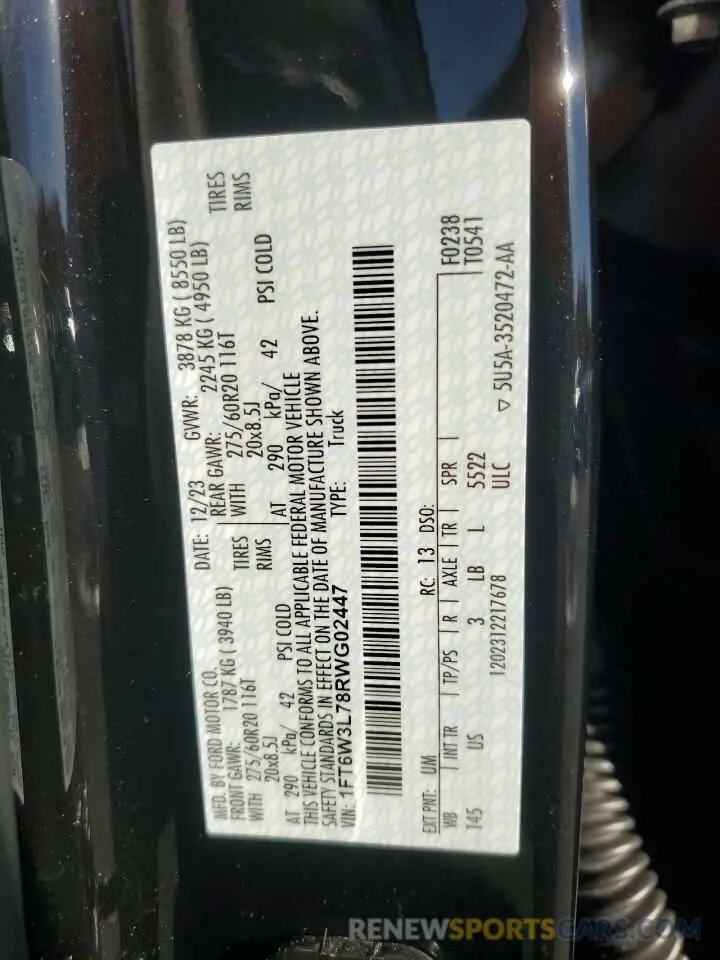 MFD. BY FORD MOTOR CO.
DATE: 12/23 GVWR: 3878 KG ( 8550 LB)
FRONT GAWR: 1787 KG ( 3940 LB)
REAR GAWR: 2245 KG ( 4950 LB)
WITH 275/60R20 116T TIRES
WITH 275/60R20 116T TIRES
20x8.5J RIMS
20x8.5J RIMS
AT 290 kPa/ 42 PSI COLD
AT 290 kPa/ 42 PSI COLD
THIS VEHICLE CONFORMS TO ALL APPLICABLE FEDERAL MOTOR VEHICLE
SAFETY STANDARDS IN EFFECT ON THE DATE OF MANUFACTURE SHOWN ABOVE.
VIN: 1FT6W3L78RWG02447 TYPE: Truck
EXT PNT: UM RC: 13 DSO: F0238
T0541
WB INT TR TP/PS R AXLE TR SPR
145 US 3 LB L 5522
1202312217678 ULC ▽ 5U5A-3520472-AA
RENEWSPORTSCARS.COM